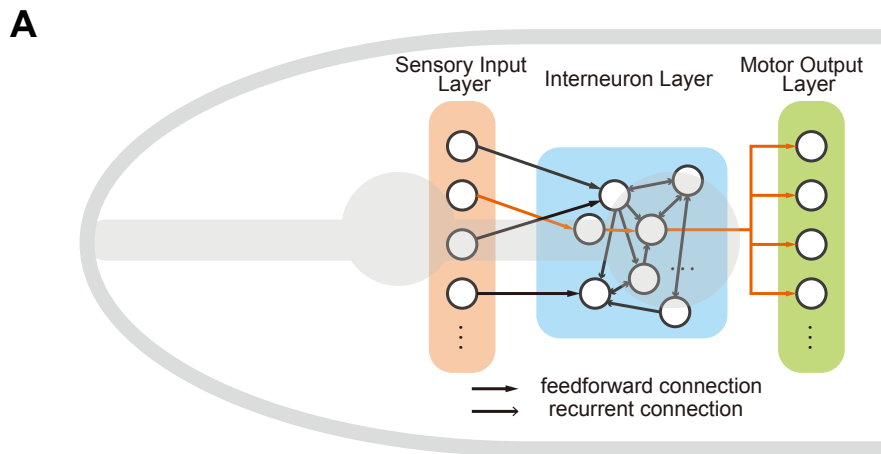 A
Sensory Input
Layer
Interneuron Layer
Motor Output
Layer
feedforward connection
recurrent connection